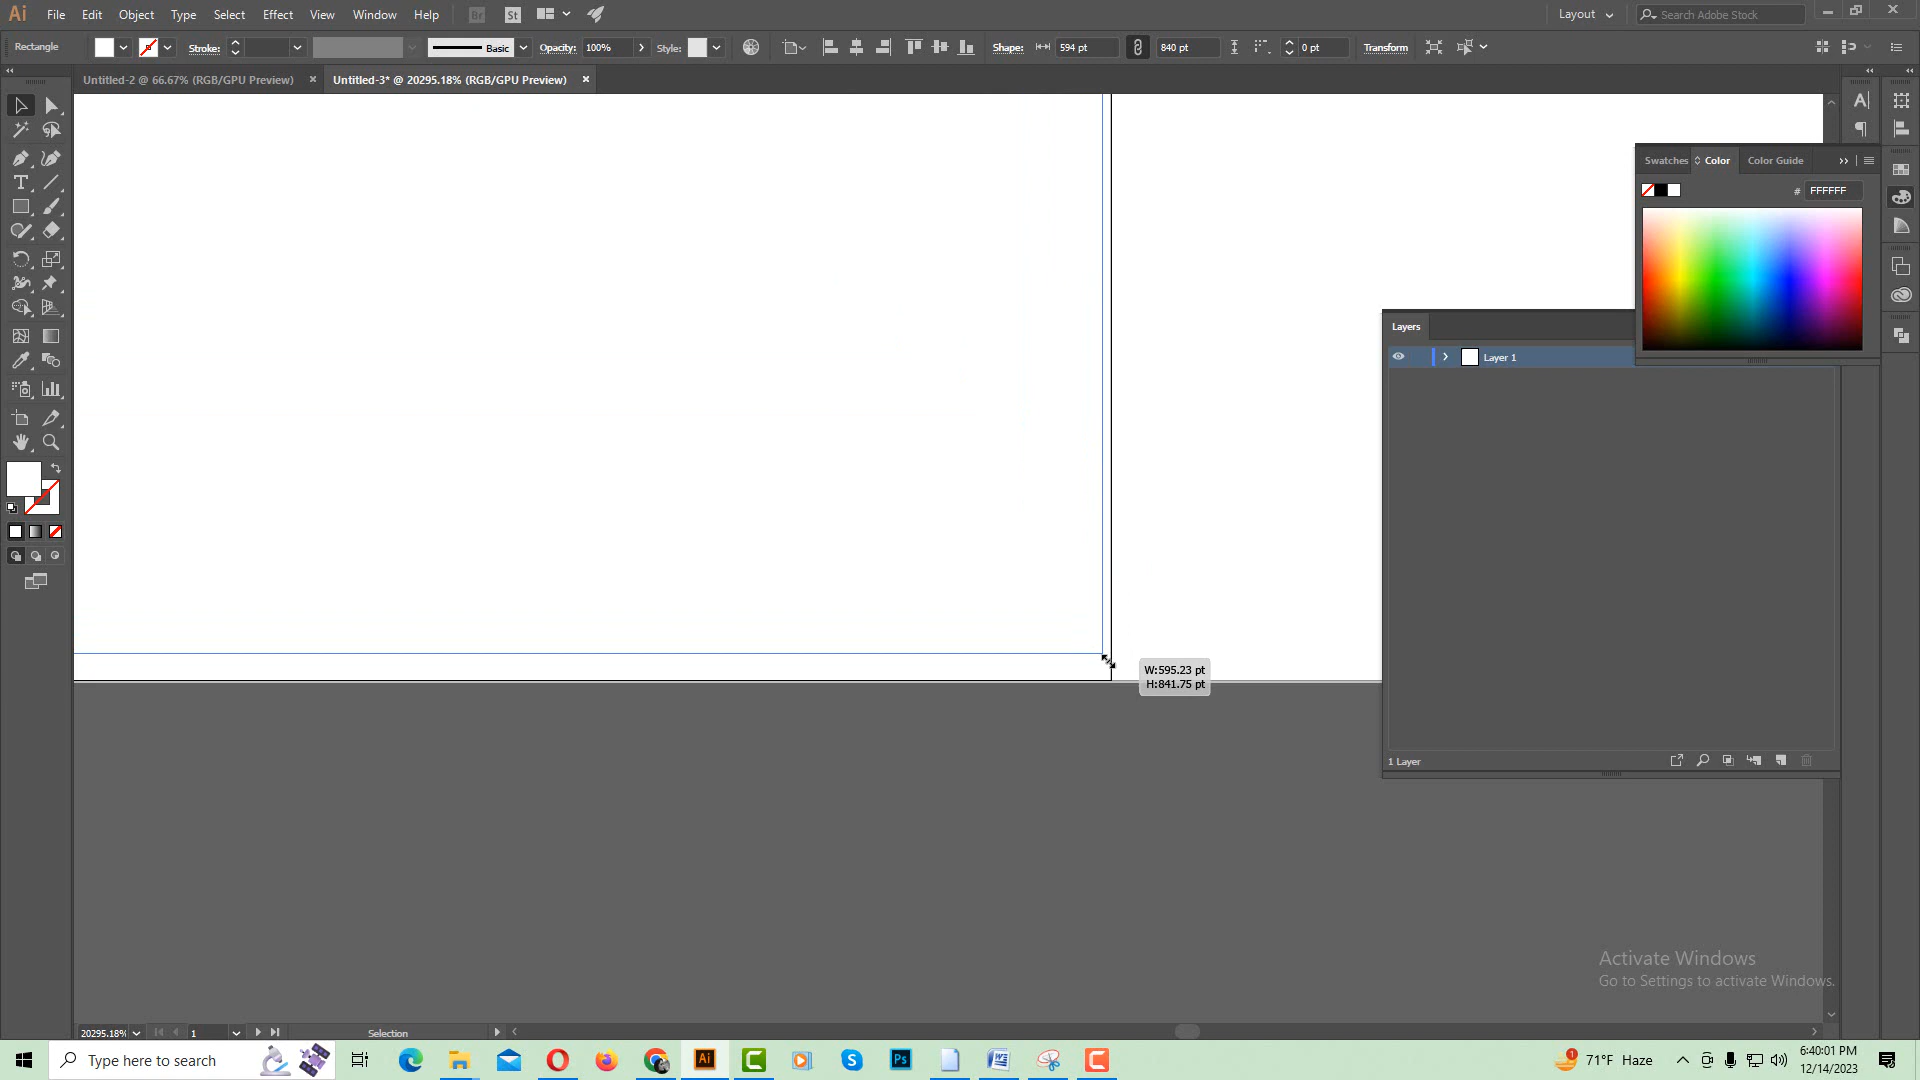 Ai File Edit Object Type Select Effect View Window Help Br St Layout Search Adobe Stock
Rectangle Stroke: Basic Opacity: 100% Style: Shape: 594 pt 840 pt 0 pt Transform
Untitled-2 @ 66.67% (RGB/GPU Preview) × Untitled-3* @ 20295.18% (RGB/GPU Preview) ×
Swatches Color Color Guide
# FFFFFF
Layers
Layer 1
W:595.23 pt
H:841.75 pt
1 Layer
Activate Windows
Go to Settings to activate Windows.
20295.18% 1 Selection
Type here to search
71°F Haze
6:40:01 PM
12/14/2023